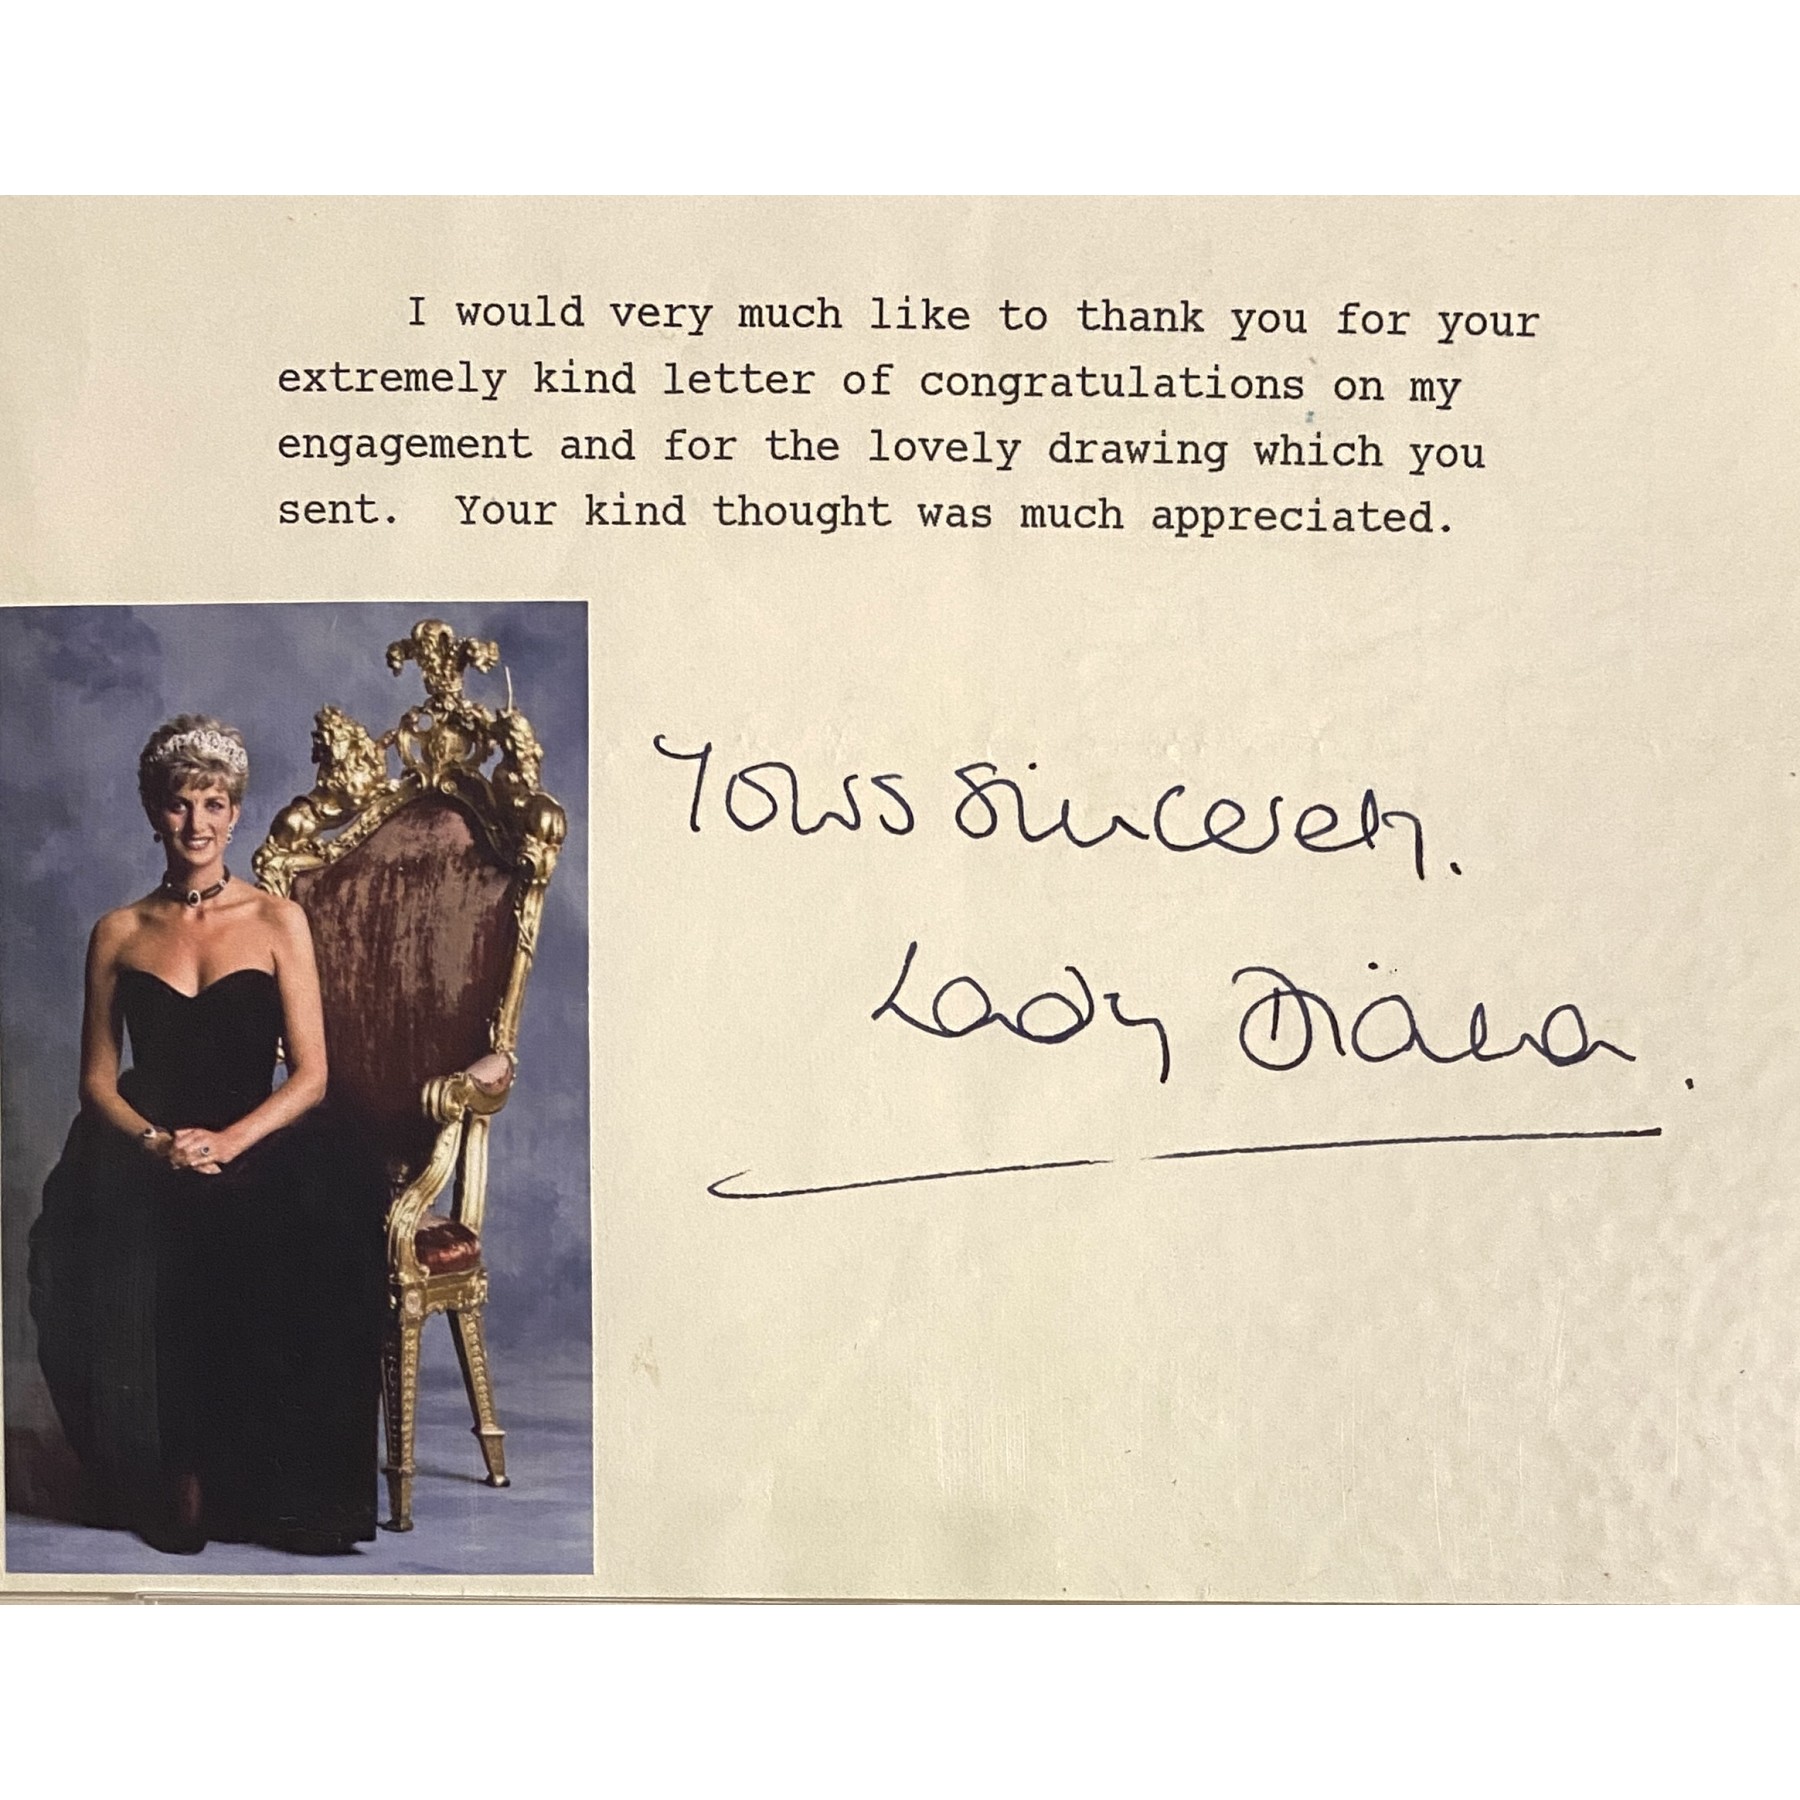 I would very much like to thank you for your
extremely kind letter of congratulations on my
engagement and for the lovely drawing which you
sent. Your kind thought was much appreciated.
Yours sincerely.
Lady Diana.